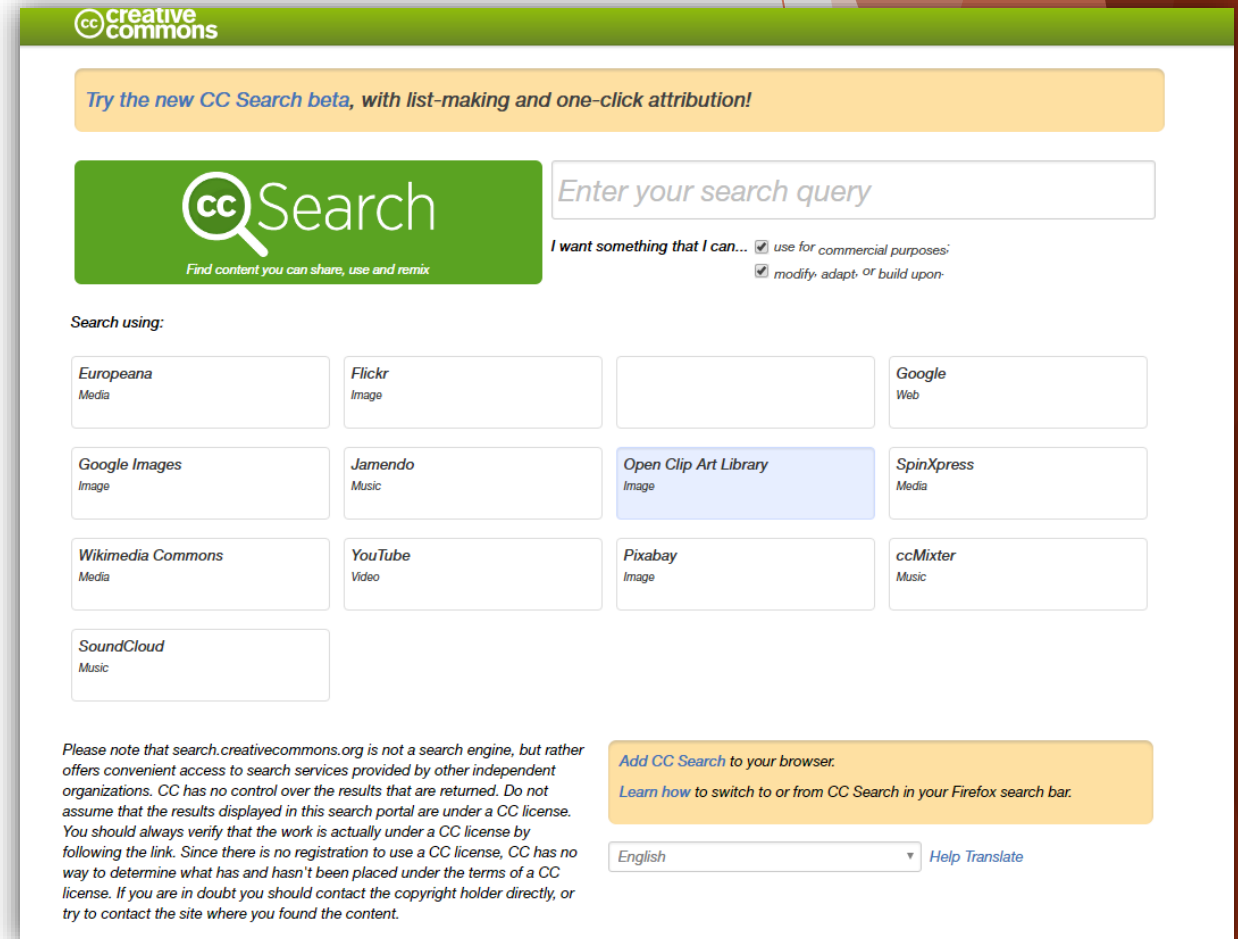 cc creative
commons
Try the new CC Search beta, with list-making and one-click attribution!
cc Search
Find content you can share, use and remix
Enter your search query
I want something that I can... use for commercial purposes;
modify, adapt, or build upon.
Search using:
Europeana
Media
Flickr
Image
Google
Web
Google Images
Image
Jamendo
Music
Open Clip Art Library
Image
SpinXpress
Media
Wikimedia Commons
Media
YouTube
Video
Pixabay
Image
ccMixter
Music
SoundCloud
Music
Please note that search.creativecommons.org is not a search engine, but rather
offers convenient access to search services provided by other independent
organizations. CC has no control over the results that are returned. Do not
assume that the results displayed in this search portal are under a CC license.
You should always verify that the work is actually under a CC license by
following the link. Since there is no registration to use a CC license, CC has no
way to determine what has and hasn't been placed under the terms of a CC
license. If you are in doubt you should contact the copyright holder directly, or
try to contact the site where you found the content.
Add CC Search to your browser.
Learn how to switch to or from CC Search in your Firefox search bar.
English
Help Translate